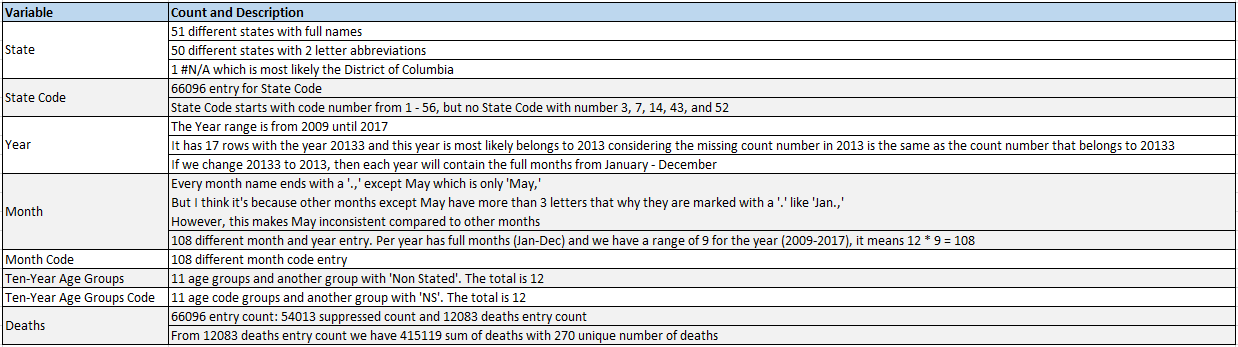 Variable Count and Description
State
51 different states with full names
50 different states with 2 letter abbreviations
1 #N/A which is most likely the District of Columbia
State Code
66096 entry for State Code
State Code starts with code number from 1 - 56, but no State Code with number 3, 7, 14, 43, and 52
Year
The Year range is from 2009 until 2017
It has 17 rows with the year 20133 and this year is most likely belongs to 2013 considering the missing count number in 2013 is the same as the count number that belongs to 20133
If we change 20133 to 2013, then each year will contain the full months from January - December
Month
Every month name ends with a '.,' except May which is only 'May,'
But I think it's because other months except May have more than 3 letters that why they are marked with a '.' like 'Jan.,'
However, this makes May inconsistent compared to other months
108 different month and year entry. Per year has full months (Jan-Dec) and we have a range of 9 for the year (2009-2017), it means 12 * 9 = 108
Month Code 108 different month code entry
Ten-Year Age Groups 11 age groups and another group with 'Non Stated'. The total is 12
Ten-Year Age Groups Code 11 age code groups and another group with 'NS'. The total is 12
Deaths
66096 entry count: 54013 suppressed count and 12083 deaths entry count
From 12083 deaths entry count we have 415119 sum of deaths with 270 unique number of deaths